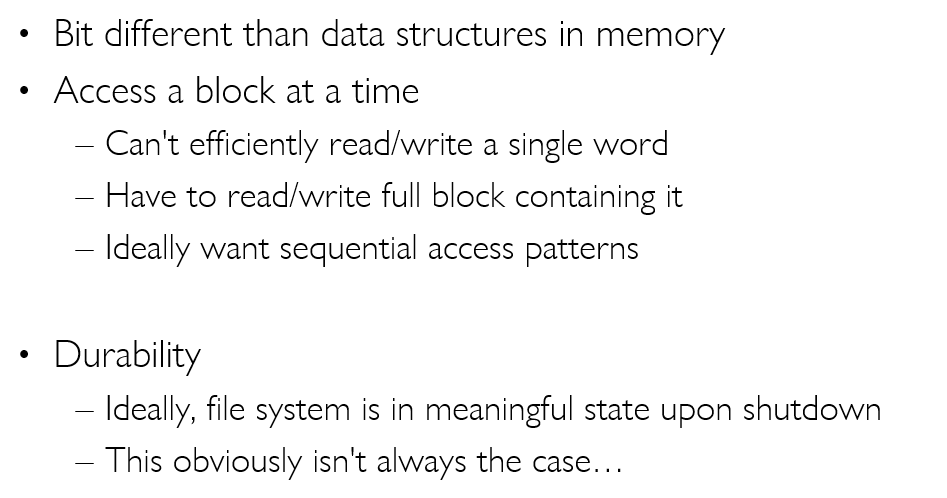 • Bit different than data structures in memory
• Access a block at a time
– Can't efficiently read/write a single word
– Have to read/write full block containing it
– Ideally want sequential access patterns
• Durability
– Ideally, file system is in meaningful state upon shutdown
– This obviously isn't always the case…